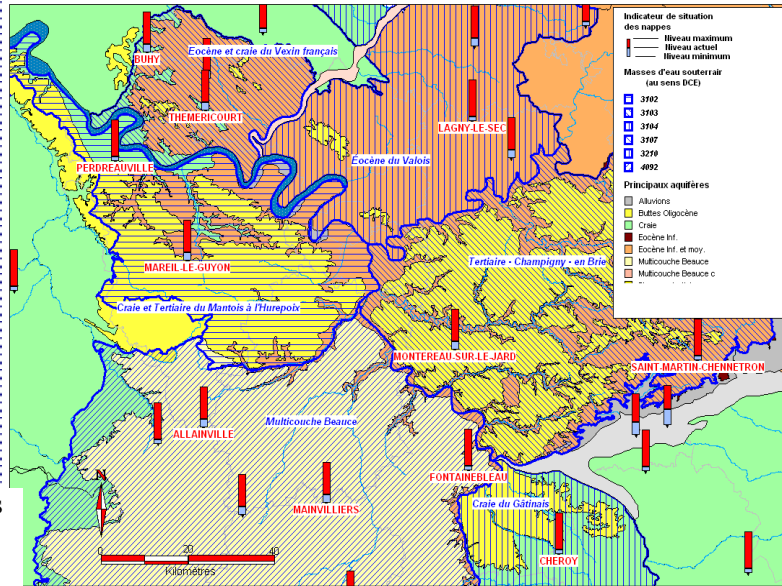 Indicateur de situation
des nappes
Niveau maximum
Niveau actuel
Niveau minimum
Masses d'eau souterrair
(au sens DCE)
3102
3103
3104
3107
3210
4092
Principaux aquifères
Alluvions
Buttes Oligocène
Craie
Eocène Inf.
Eocène Inf. et moy.
Multicouche Beauce
Multicouche Beauce c
BUHY
Eocène et craie du Vexin français
THEMERICOURT
LAGNY-LE-SEC
PERDREAUVILLE
Eocène du Valois
MAREIL-LE-GUYON
Tertiaire - Champigny - en Brie
Craie et Tertiaire du Mantois à l'Hurepoix
MONTEREAU-SUR-LE-JARD
SAINT-MARTIN-CHENNETRON
ALLAINVILLE
Multicouche Beauce
FONTAINEBLEAU
MAINVILLIERS
Craie du Gâtinais
CHEROY
N
0 20 40
Kilomètres